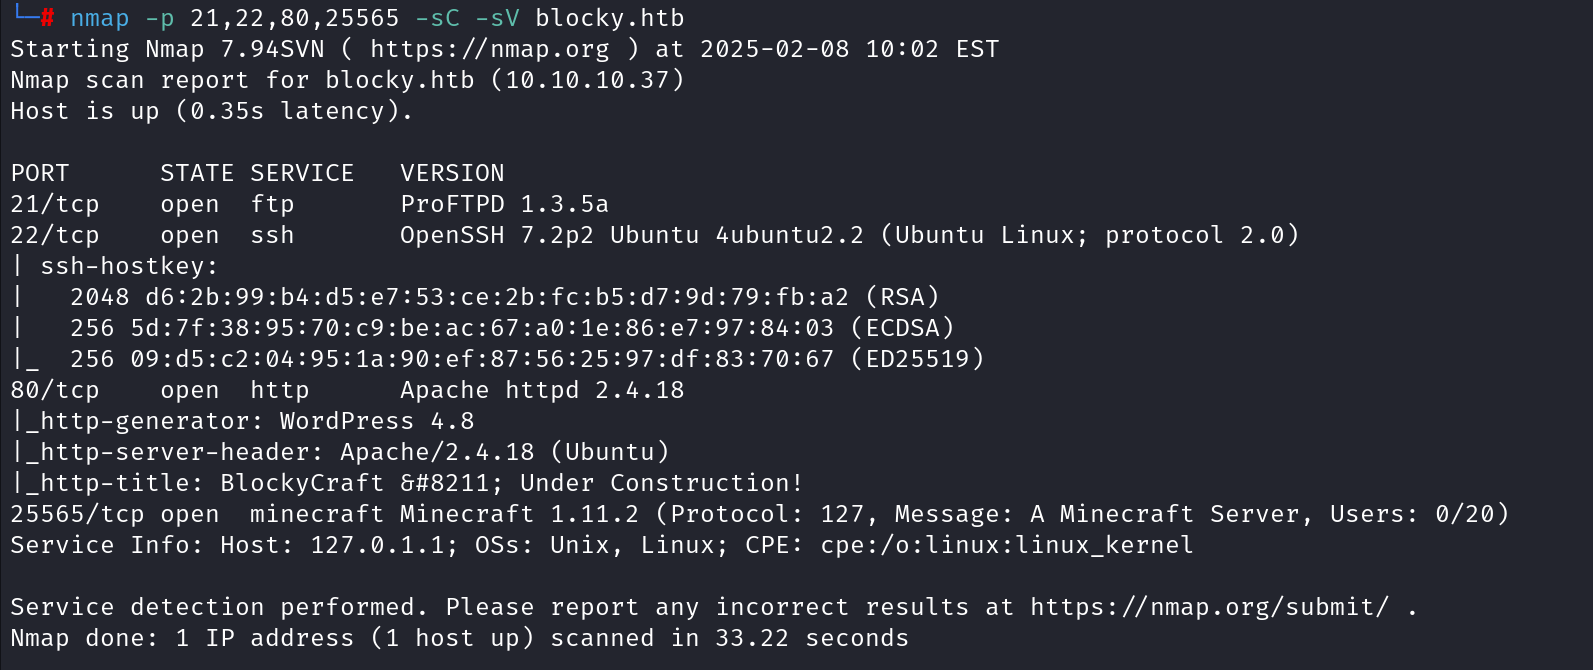 └─# nmap -p 21,22,80,25565 -sC -sV blocky.htb
Starting Nmap 7.94SVN ( https://nmap.org ) at 2025-02-08 10:02 EST
Nmap scan report for blocky.htb (10.10.10.37)
Host is up (0.35s latency).

PORT      STATE SERVICE   VERSION
21/tcp    open  ftp       ProFTPD 1.3.5a
22/tcp    open  ssh       OpenSSH 7.2p2 Ubuntu 4ubuntu2.2 (Ubuntu Linux; protocol 2.0)
| ssh-hostkey:
|   2048 d6:2b:99:b4:d5:e7:53:ce:2b:fc:b5:d7:9d:79:fb:a2 (RSA)
|   256 5d:7f:38:95:70:c9:be:ac:67:a0:1e:86:e7:97:84:03 (ECDSA)
|_  256 09:d5:c2:04:95:1a:90:ef:87:56:25:97:df:83:70:67 (ED25519)
80/tcp    open  http      Apache httpd 2.4.18
|_http-generator: WordPress 4.8
|_http-server-header: Apache/2.4.18 (Ubuntu)
|_http-title: BlockyCraft &#8211; Under Construction!
25565/tcp open  minecraft Minecraft 1.11.2 (Protocol: 127, Message: A Minecraft Server, Users: 0/20)
Service Info: Host: 127.0.1.1; OSs: Unix, Linux; CPE: cpe:/o:linux:linux_kernel

Service detection performed. Please report any incorrect results at https://nmap.org/submit/ .
Nmap done: 1 IP address (1 host up) scanned in 33.22 seconds